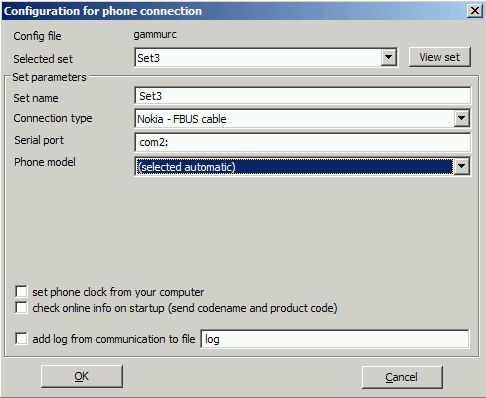 Configuration for phone connection
Config file gammurc
Selected set Set3 View set
Set parameters
Set name Set3
Connection type Nokia - FBUS cable
Serial port com2:
Phone model (selected automatic)
set phone clock from your computer
check online info on startup (send codename and product code)
add log from communication to file log
OK Cancel